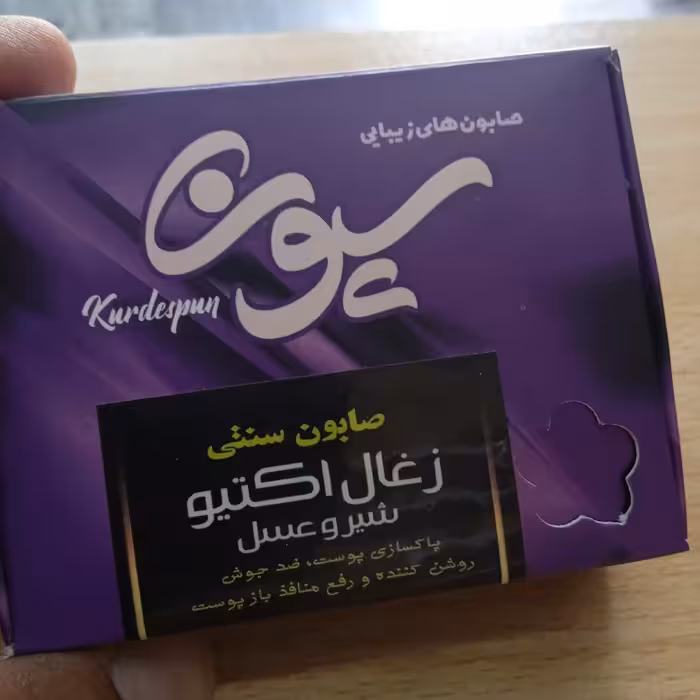 صابون‌های زیبایی
سپون
Kurdespun
صابون سنتی
زغال اکتیو
شیر و عسل
پاکسازی پوست، ضد جوش
روشن کننده و رفع منافذ باز پوست